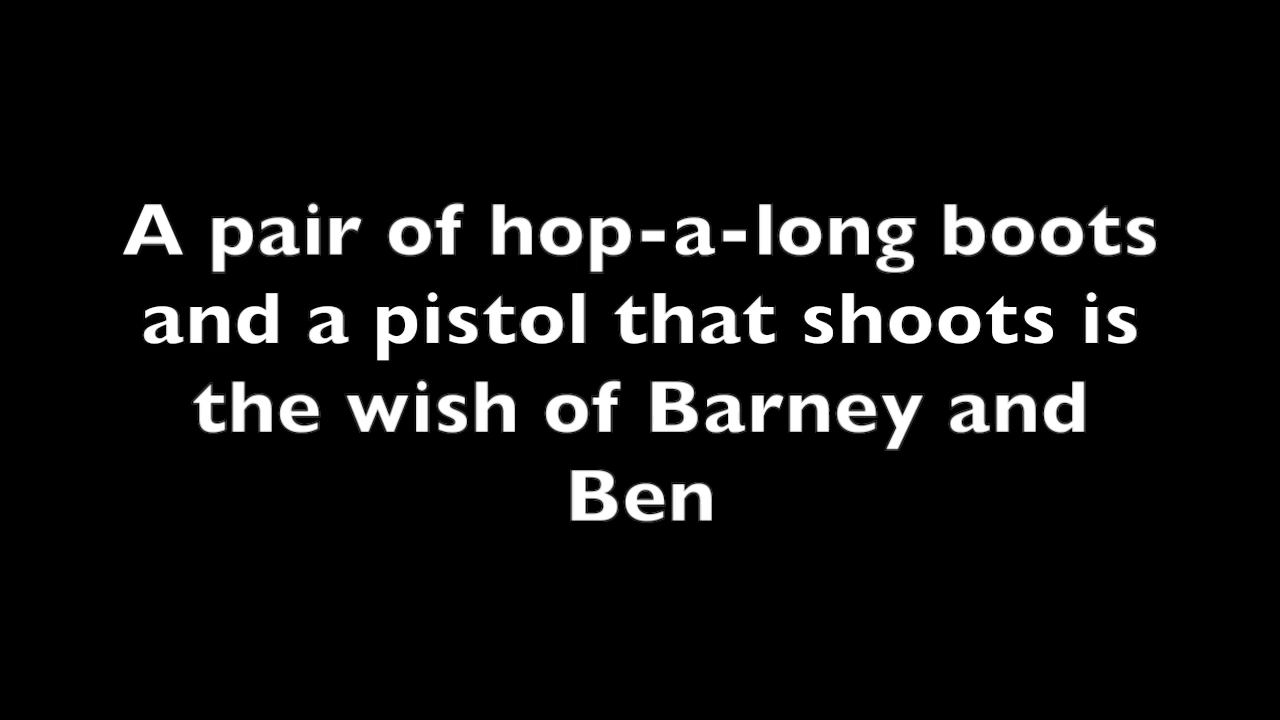 A pair of hop-a-long boots
and a pistol that shoots is
the wish of Barney and
Ben